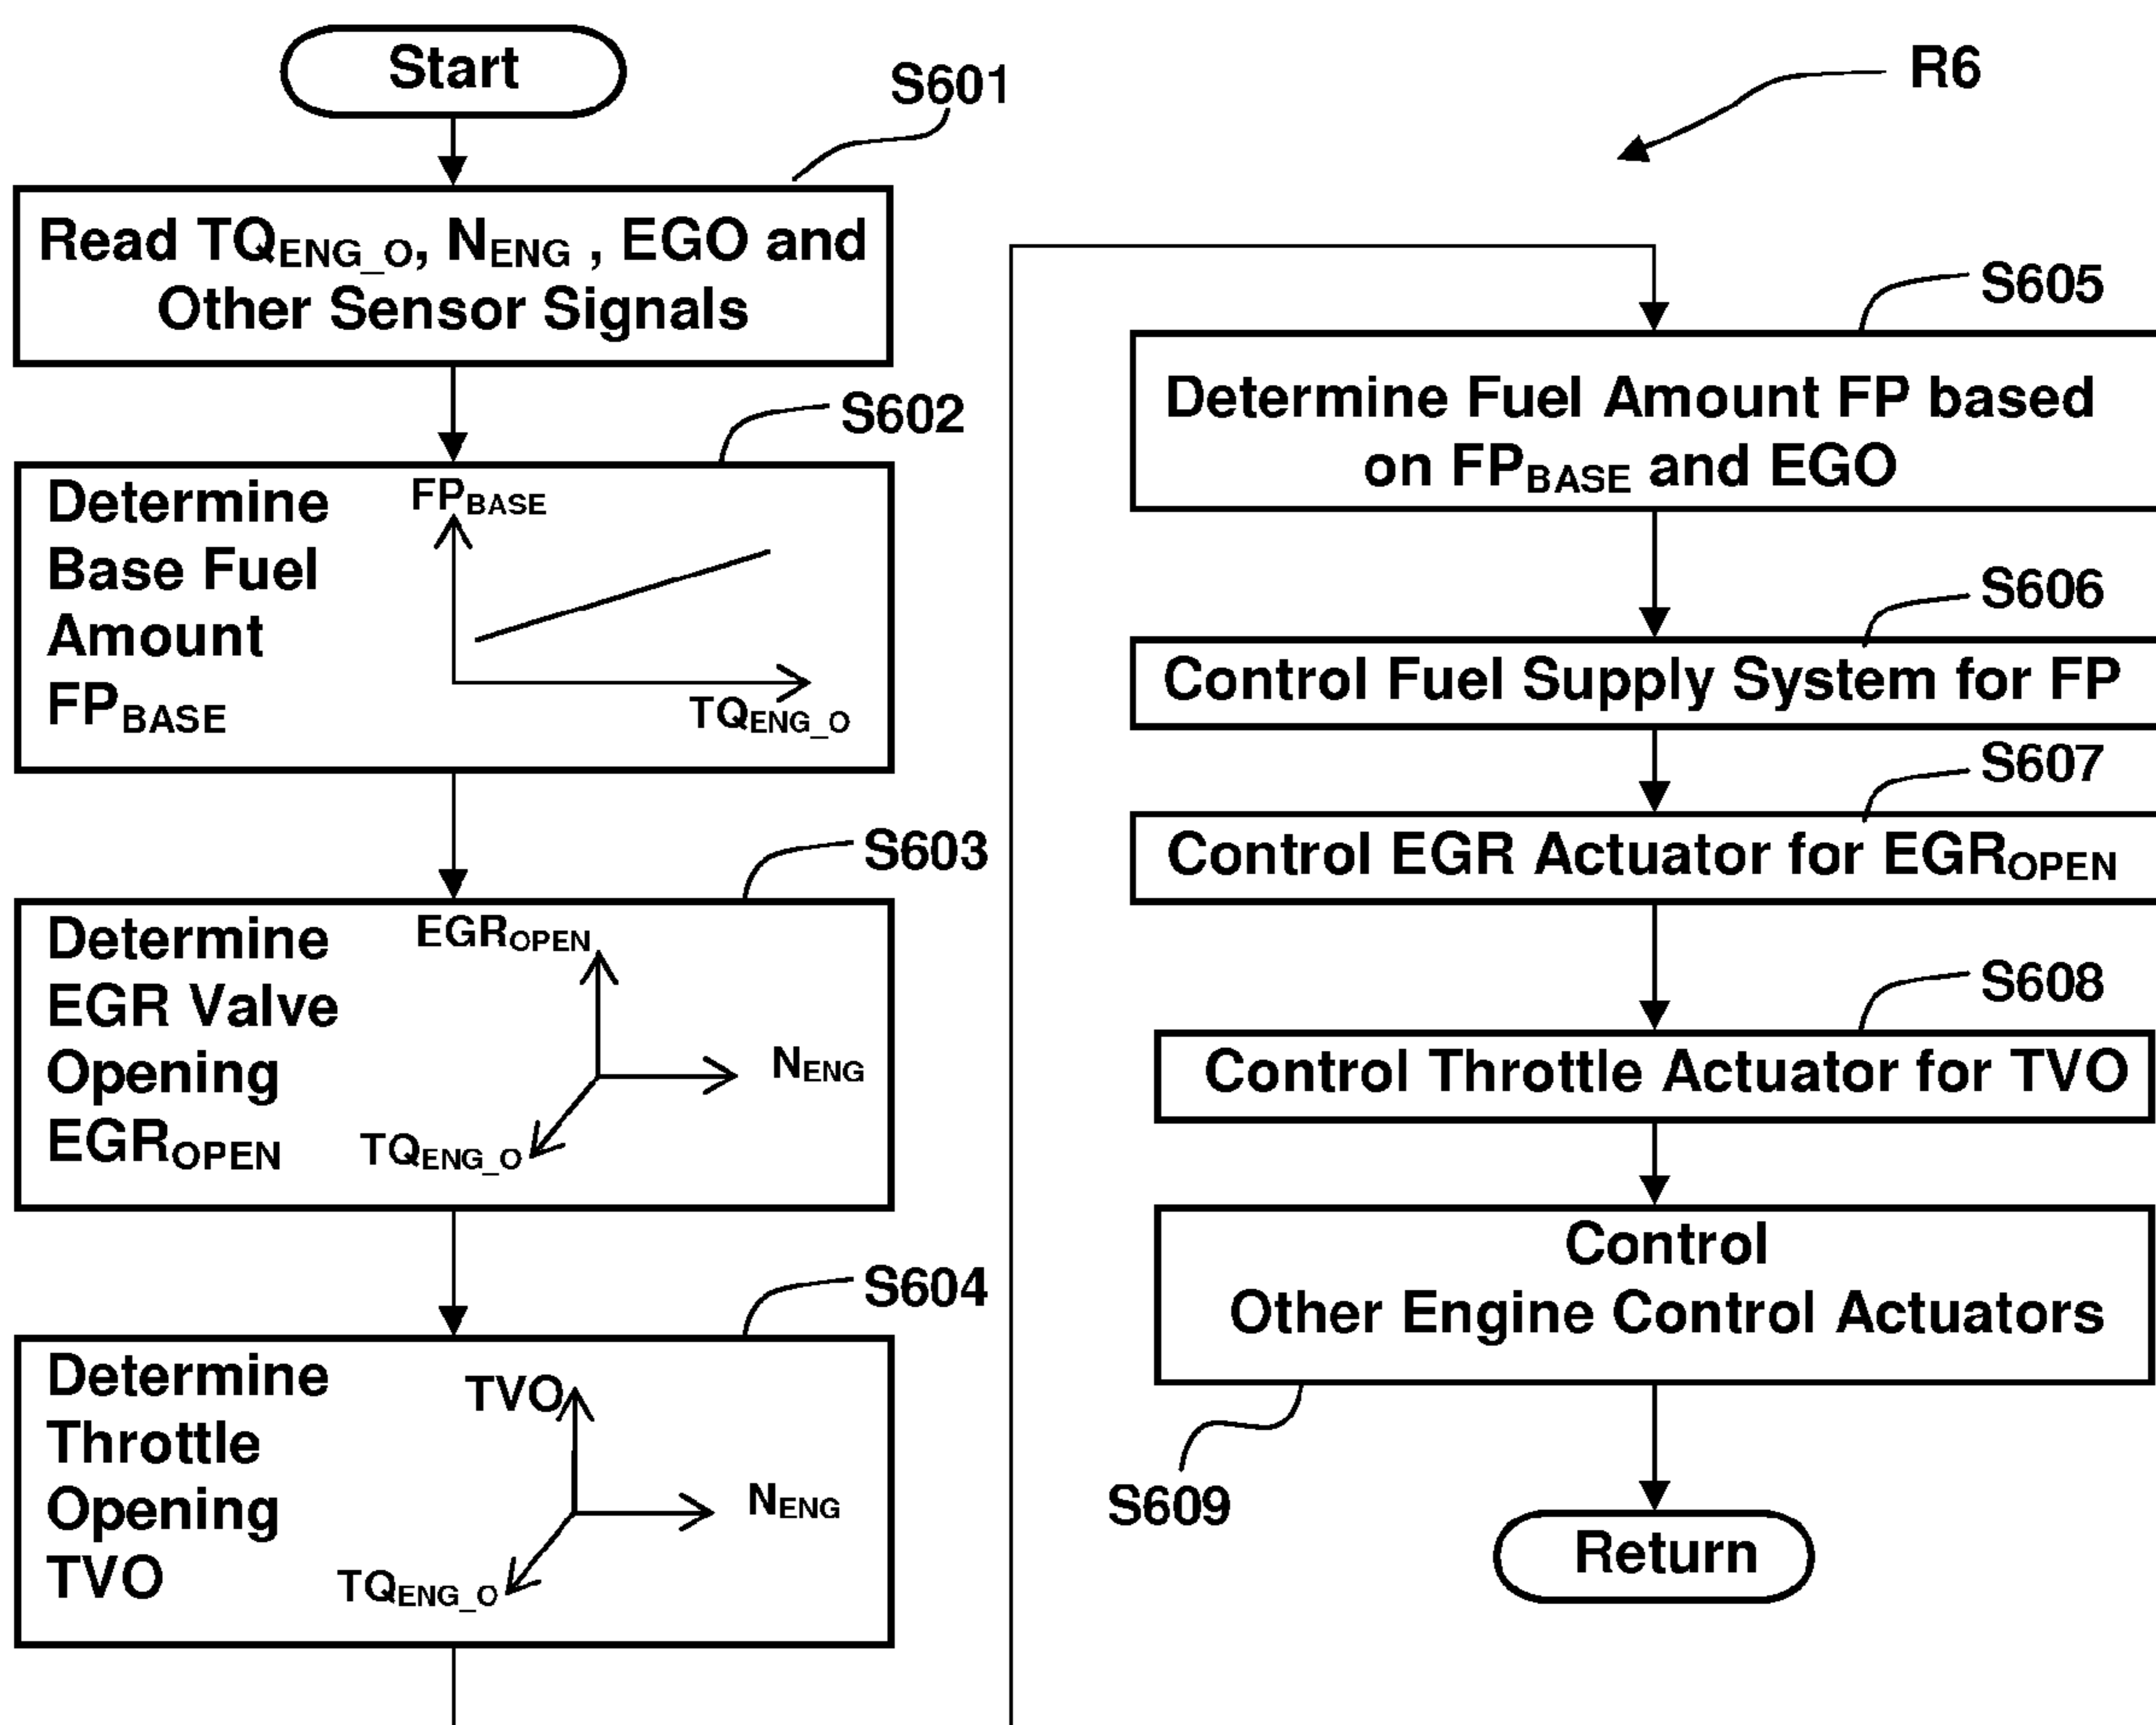 Start
S601
Read TQENG_O, NENG , EGO and
Other Sensor Signals
S602
Determine
Base Fuel
Amount
FPBASE
FPBASE
TQENG_O
S603
Determine
EGR Valve
Opening
EGROPEN
EGROPEN
NENG
TQENG_O
S604
Determine
Throttle
Opening
TVO
TVO
NENG
TQENG_O
R6
S605
Determine Fuel Amount FP based
on FPBASE and EGO
S606
Control Fuel Supply System for FP
S607
Control EGR Actuator for EGROPEN
S608
Control Throttle Actuator for TVO
Control
Other Engine Control Actuators
S609
Return